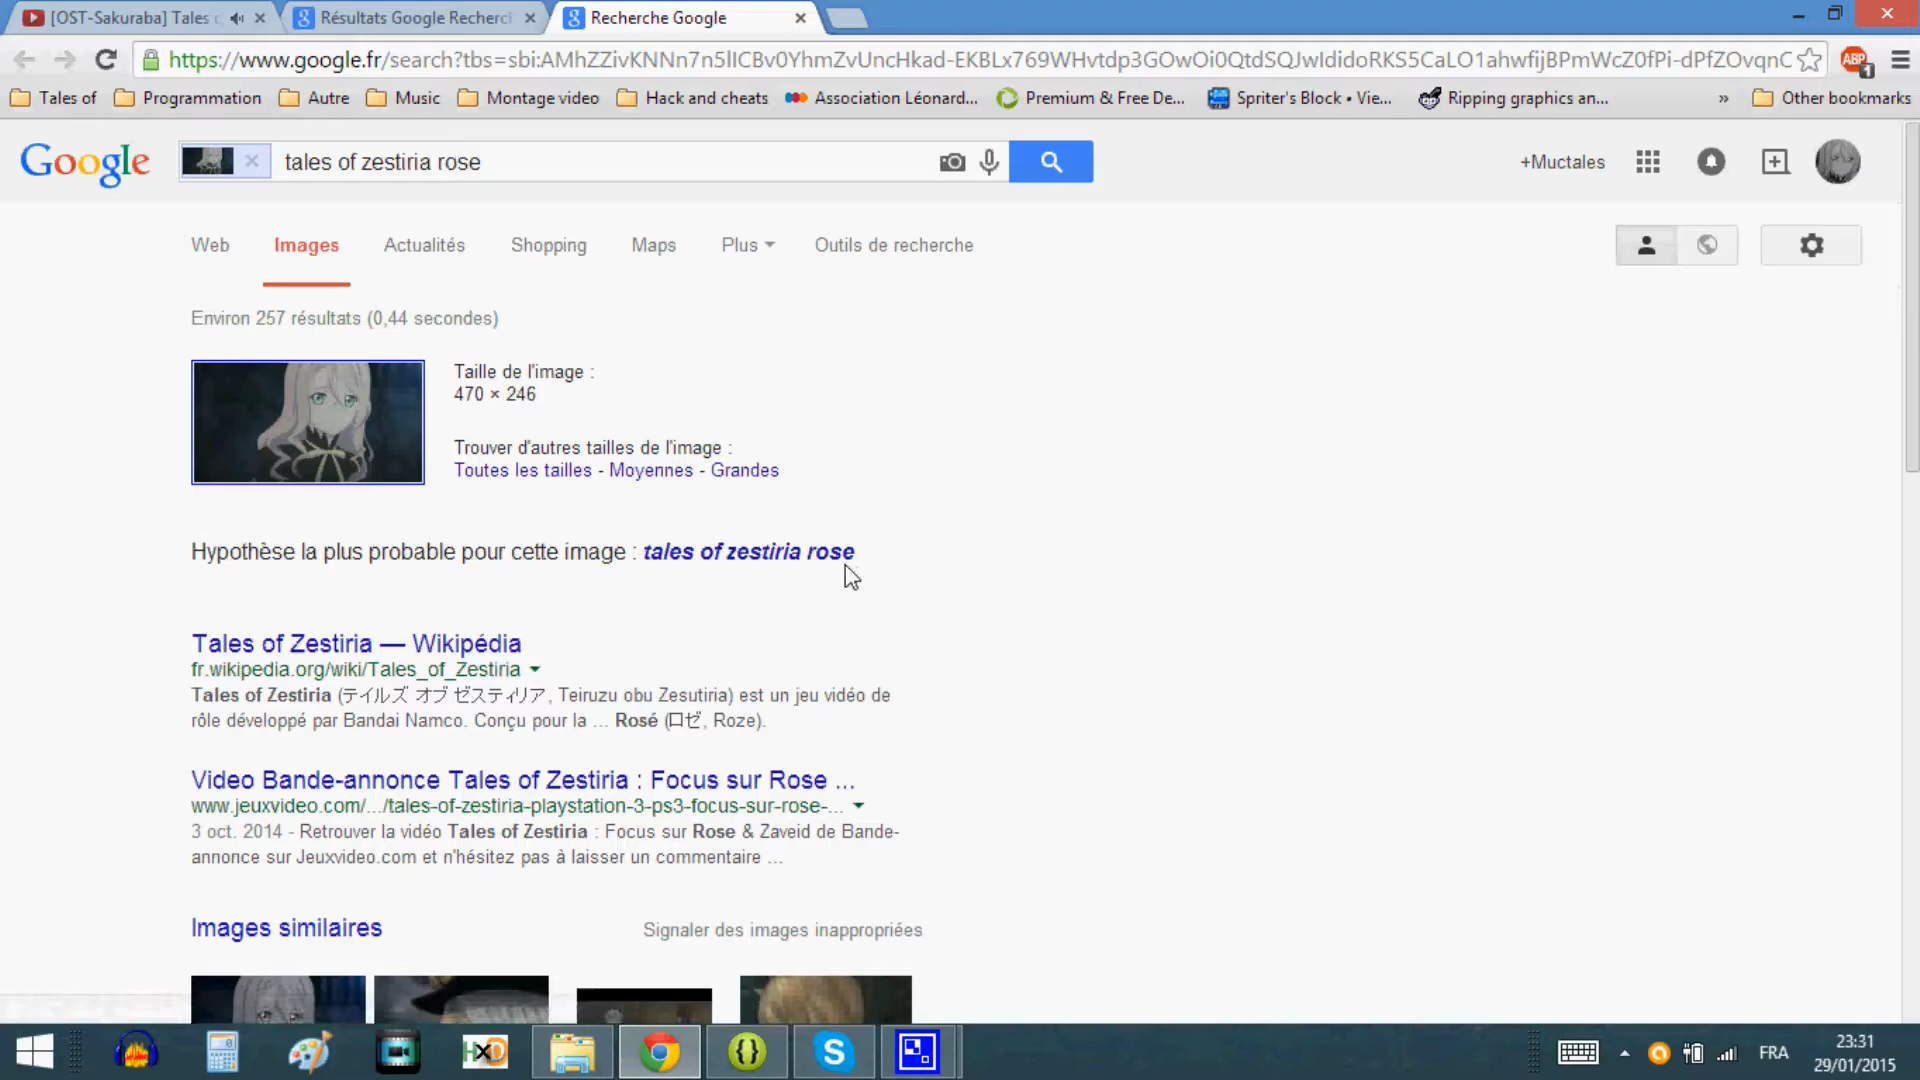 [OST-Sakuraba] Tales
Résultats Google Recherc
Recherche Google
https://www.google.fr/search?tbs=sbi:
ABP
1
Tales of
Programmation
Autre
Music
Montage video
Hack and cheats
Association Léonard...
Premium & Free De...
Spriter's Block • Vie...
Ripping graphics an...
»
Other bookmarks
Google
tales of zestiria rose
+Muctales
Web
Images
Actualités
Shopping
Maps
Plus
Outils de recherche
Environ 257 résultats (0,44 secondes)
Taille de l'image :
470 × 246
Trouver d'autres tailles de l'image :
Toutes les tailles - Moyennes - Grandes
Hypothèse la plus probable pour cette image : tales of zestiria rose
Tales of Zestiria — Wikipédia
fr.wikipedia.org/wiki/Tales_of_Zestiria
Tales of Zestiria (テイルズ オブ ゼスティリア, Teiruzu obu Zesutiria) est un jeu vidéo de
rôle développé par Bandai Namco. Conçu pour la ... Rosé (ロゼ, Roze).
Video Bande-annonce Tales of Zestiria : Focus sur Rose ...
www.jeuxvideo.com/.../tales-of-zestiria-playstation-3-ps3-focus-sur-rose-...
3 oct. 2014 - Retrouver la vidéo Tales of Zestiria : Focus sur Rose & Zaveid de Bande-
annonce sur Jeuxvideo.com et n'hésitez pas à laisser un commentaire ...
Images similaires
Signaler des images inappropriées
HXD
FRA
23:31
29/01/2015